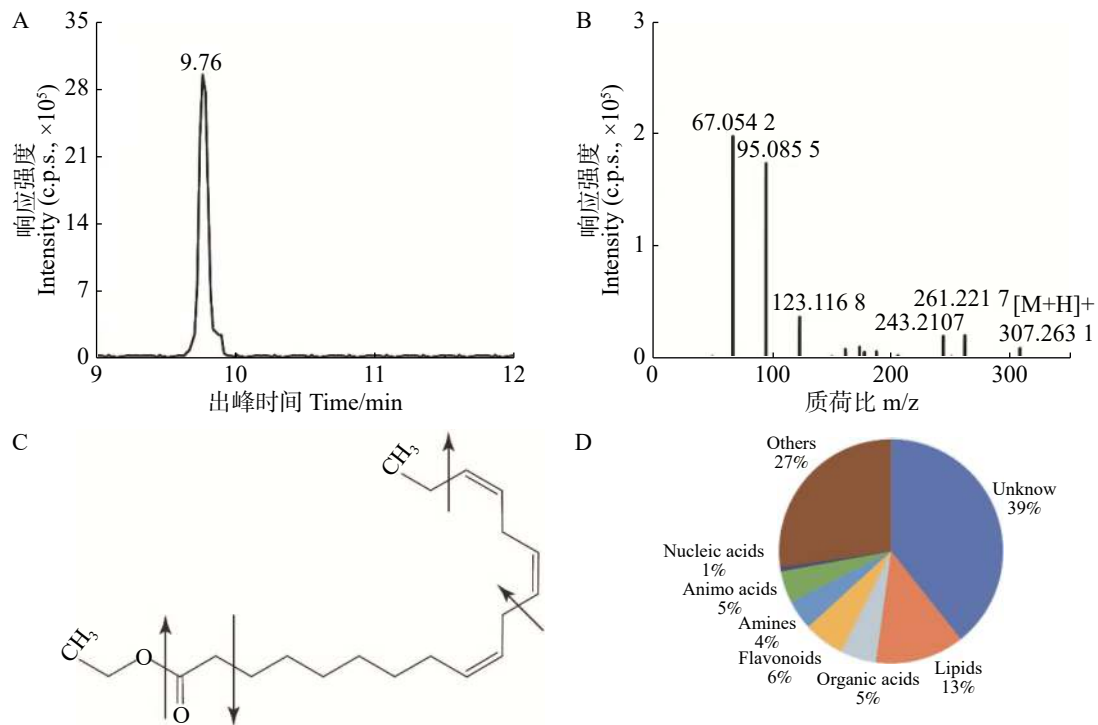 A
35
28
21
14
7
0
响应强度
Intensity (c.p.s., ×10⁵)
9.76
9
10
11
12
出峰时间 Time/min
B
3
2
1
0
响应强度
Intensity (c.p.s., ×10⁵)
67.054 2
95.085 5
123.116 8
261.221 7
[M+H]+
243.2107
307.263 1
0
100
200
300
质荷比 m/z
C
CH₃
CH₃
O
O
D
Others
27%
Unknow
39%
Nucleic acids
1%
Animo acids
5%
Amines
4%
Flavonoids
6%
Organic acids
5%
Lipids
13%